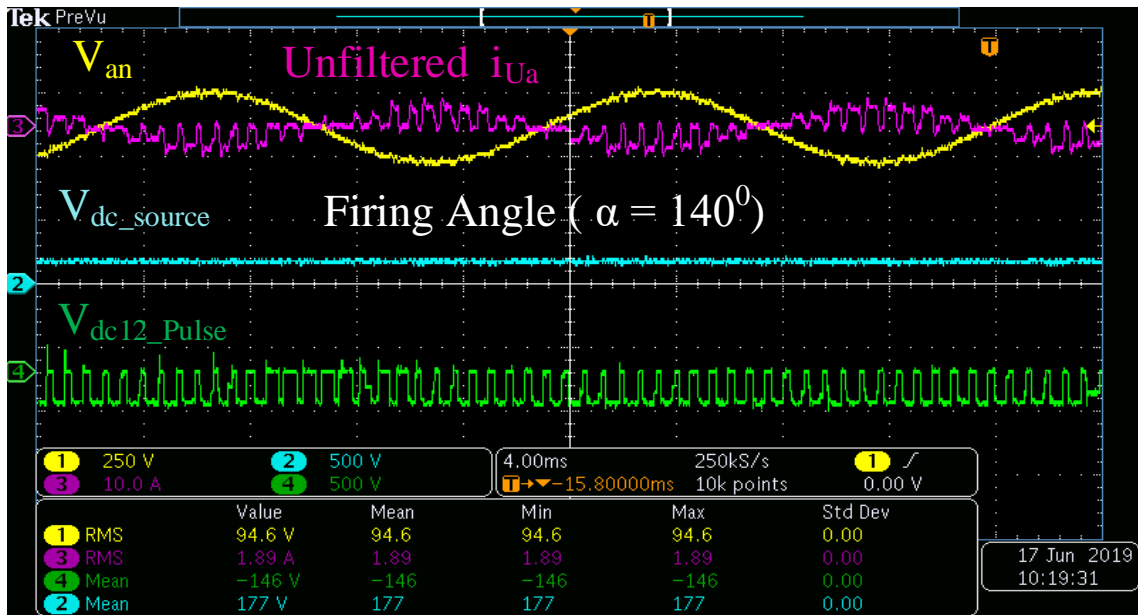 Tek PreVu
T
T
V_an
Unfiltered i_Ua
3
V_dc_source
Firing Angle ( α = 140⁰)
2
V_dc12_Pulse
4
1 250 V 2 500 V 4.00ms 250kS/s 1
3 10.0 A 4 500 V T→▼−15.80000ms 10k points 0.00 V
Value Mean Min Max Std Dev
1 RMS 94.6 V 94.6 94.6 94.6 0.00
3 RMS 1.89 A 1.89 1.89 1.89 0.00
4 Mean −146 V −146 −146 −146 0.00
2 Mean 177 V 177 177 177 0.00
17 Jun 2019
10:19:31